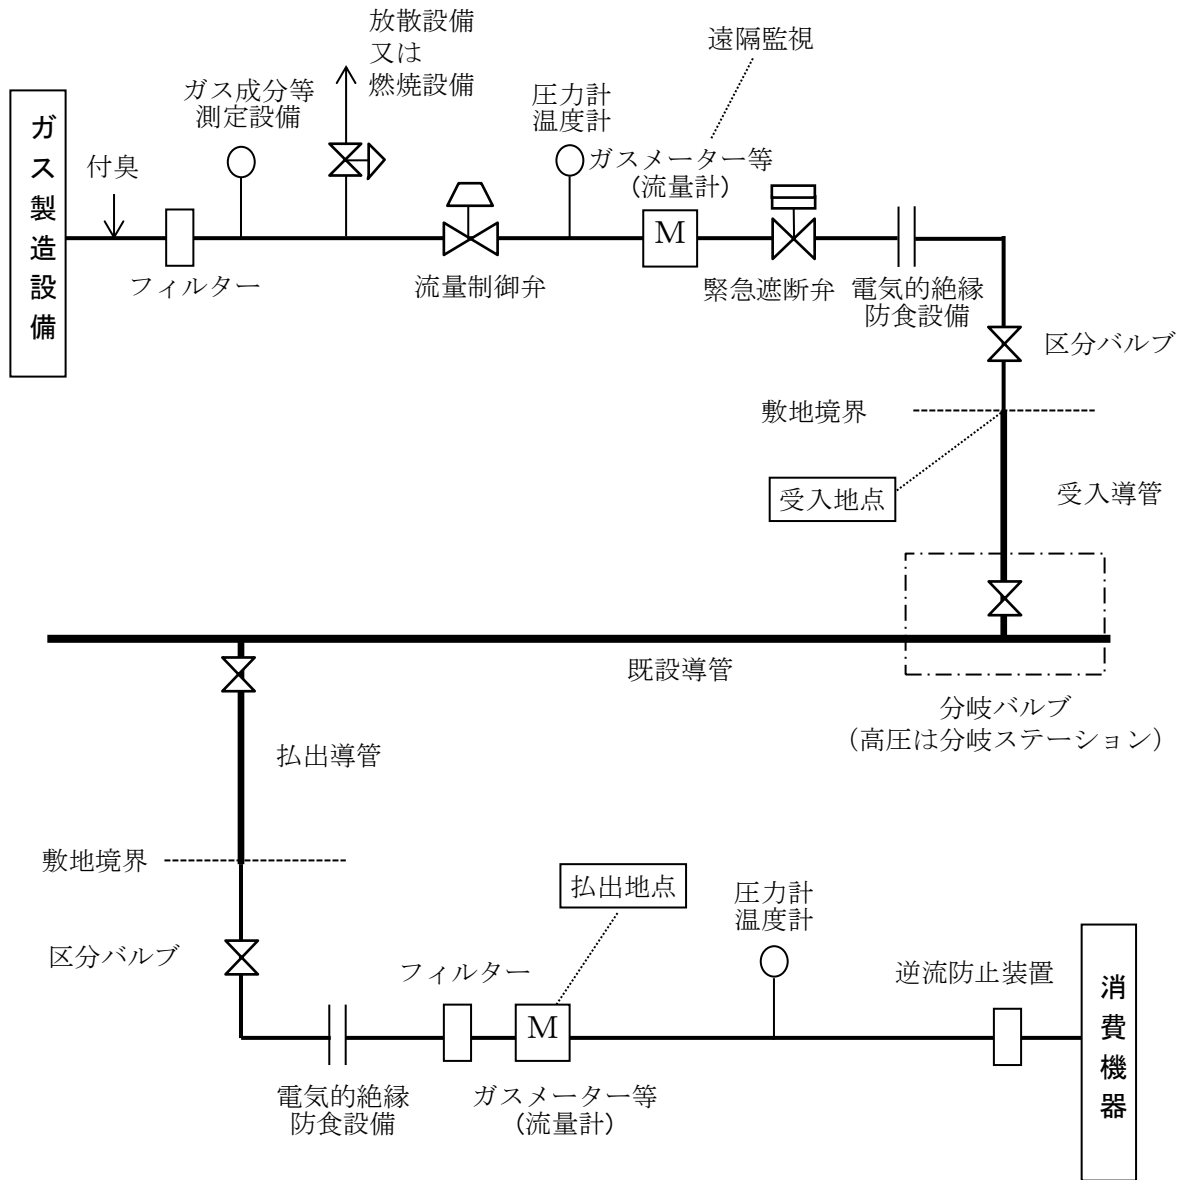 放散設備
又は
燃焼設備
遠隔監視
ガス成分等
測定設備
圧力計
温度計
ガス製造設備
付臭
ガスメーター等
(流量計)
M
フィルター
流量制御弁
緊急遮断弁
電気的絶縁
防食設備
区分バルブ
敷地境界
受入地点
受入導管
既設導管
分岐バルブ
（高圧は分岐ステーション）
払出導管
敷地境界
払出地点
圧力計
温度計
区分バルブ
フィルター
逆流防止装置
消費機器
M
電気的絶縁
防食設備
ガスメーター等
(流量計)